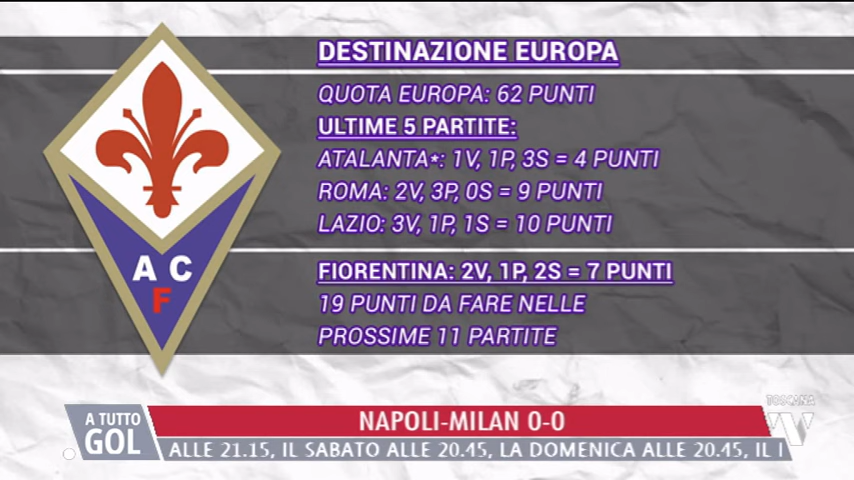 DESTINAZIONE EUROPA
QUOTA EUROPA: 62 PUNTI
ULTIME 5 PARTITE:
ATALANTA*: 1V, 1P, 3S = 4 PUNTI
ROMA: 2V, 3P, 0S = 9 PUNTI
LAZIO: 3V, 1P, 1S = 10 PUNTI
FIORENTINA: 2V, 1P, 2S = 7 PUNTI
19 PUNTI DA FARE NELLE
PROSSIME 11 PARTITE
A C
F
A TUTTO
GOL
NAPOLI-MILAN 0-0
ALLE 21.15, IL SABATO ALLE 20.45, LA DOMENICA ALLE 20.45, IL
TOSCANA
TV